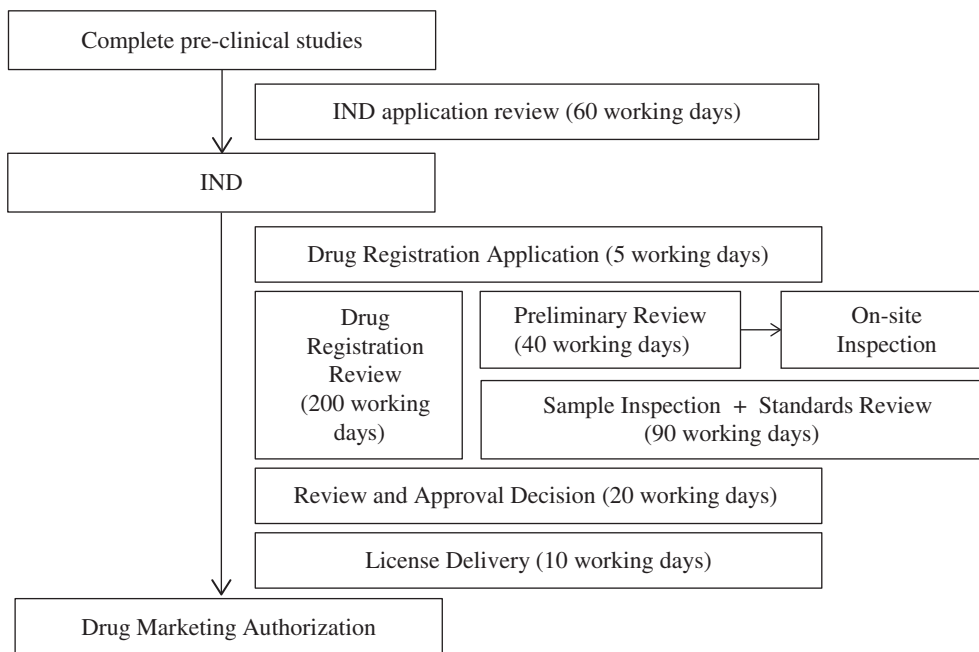 Complete pre-clinical studies
IND application review (60 working days)
IND
Drug Registration Application (5 working days)
Drug
Registration
Review
(200 working
days)
Preliminary Review
(40 working days)
On-site
Inspection
Sample Inspection + Standards Review
(90 working days)
Review and Approval Decision (20 working days)
License Delivery (10 working days)
Drug Marketing Authorization